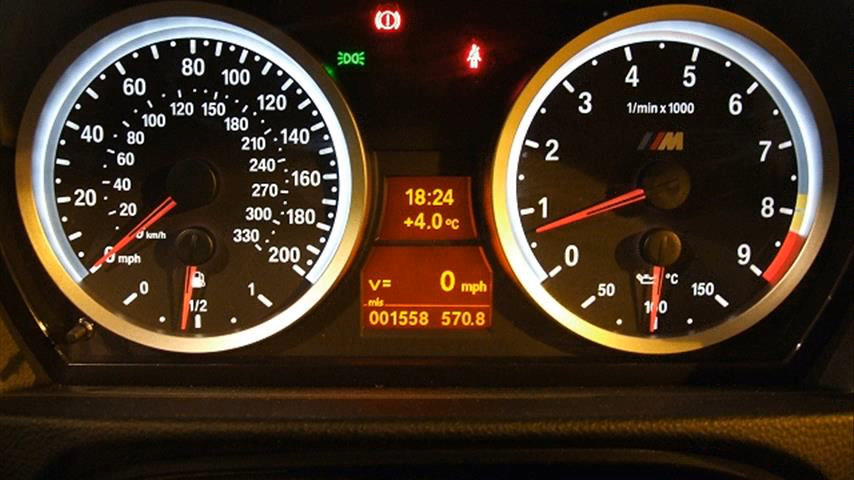 20 40 60 80 100 120 140 160 180 200
20 40 60 80 100 120 150 180 210 240 270 300 330
0 km/h
0 mph
0 1/2 1
18:24
+4.0 °C
v= 0 mph
mls
001558 570.8
0 1 2 3 4 5 6 7 8 9
1/min x 1000
M
°C
50 100 150